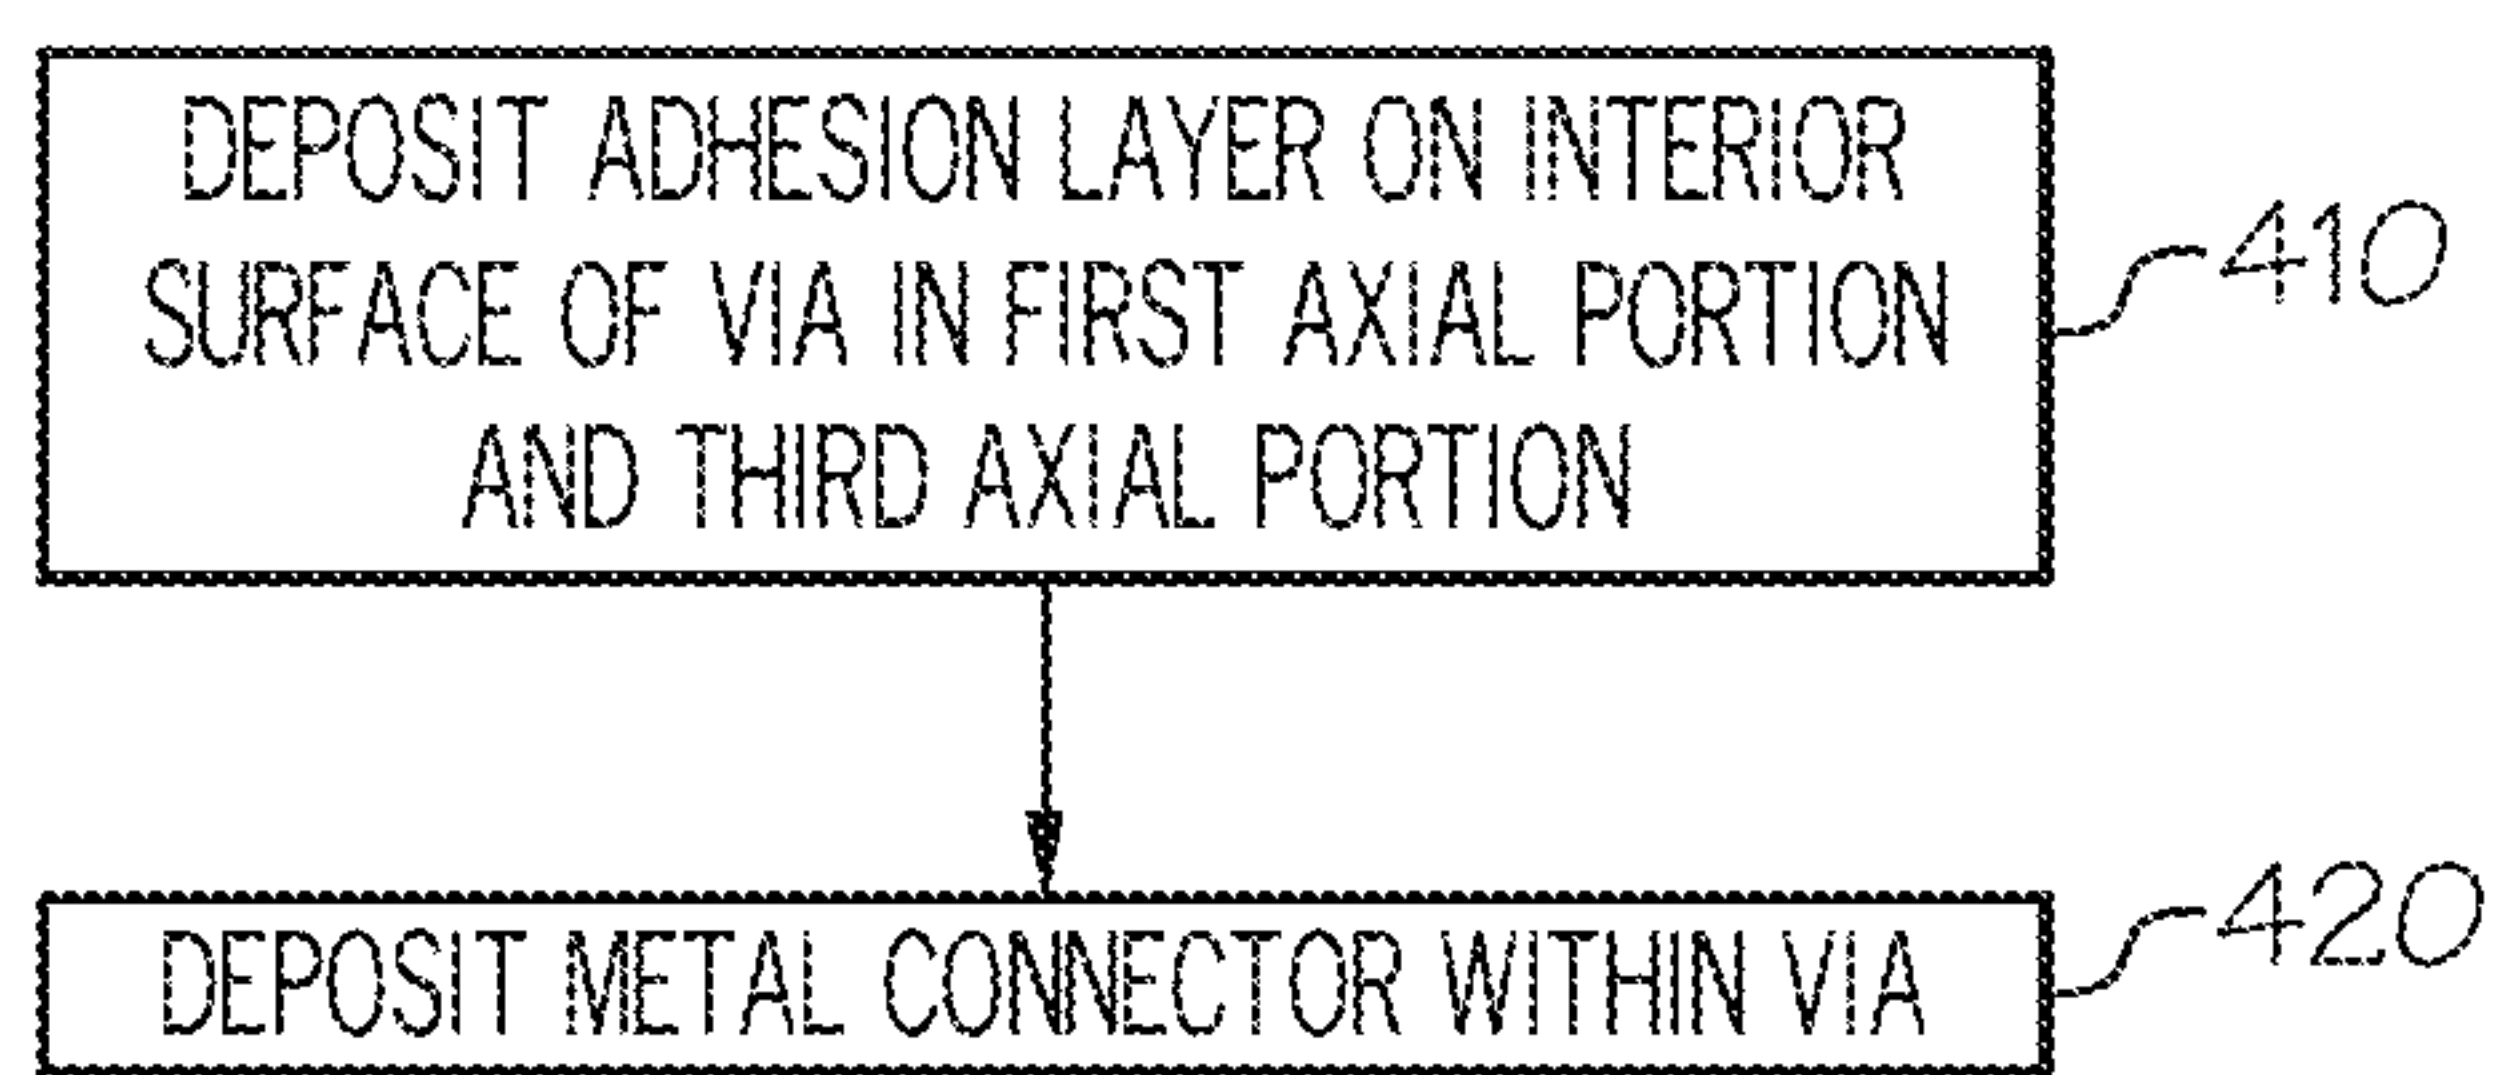 DEPOSIT ADHESION LAYER ON INTERIOR
SURFACE OF VIA IN FIRST AXIAL PORTION
AND THIRD AXIAL PORTION
410
DEPOSIT METAL CONNECTOR WITHIN VIA
420